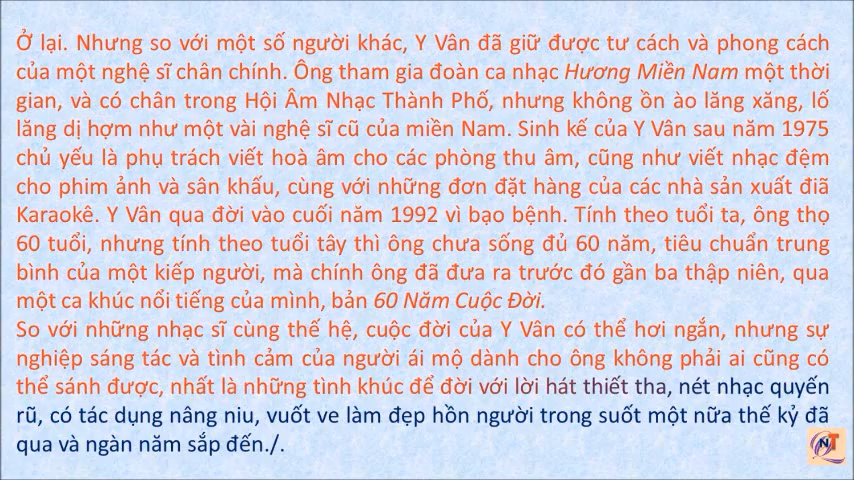 Ở lại. Nhưng so với một số người khác, Y Vân đã giữ được tư cách và phong cách
của một nghệ sĩ chân chính. Ông tham gia đoàn ca nhạc Hương Miền Nam một thời
gian, và có chân trong Hội Âm Nhạc Thành Phố, nhưng không ồn ào lăng xăng, lố
lăng dị hợm như một vài nghệ sĩ cũ của miền Nam. Sinh kế của Y Vân sau năm 1975
chủ yếu là phụ trách viết hoà âm cho các phòng thu âm, cũng như viết nhạc đệm
cho phim ảnh và sân khấu, cùng với những đơn đặt hàng của các nhà sản xuất điã
Karaokê. Y Vân qua đời vào cuối năm 1992 vì bạo bệnh. Tính theo tuổi ta, ông thọ
60 tuổi, nhưng tính theo tuổi tây thì ông chưa sống đủ 60 năm, tiêu chuẩn trung
bình của một kiếp người, mà chính ông đã đưa ra trước đó gần ba thập niên, qua
một ca khúc nổi tiếng của mình, bản 60 Năm Cuộc Đời.
So với những nhạc sĩ cùng thế hệ, cuộc đời của Y Vân có thể hơi ngắn, nhưng sự
nghiệp sáng tác và tình cảm của người ái mộ dành cho ông không phải ai cũng có
thể sánh được, nhất là những tình khúc để đời với lời hát thiết tha, nét nhạc quyến
rũ, có tác dụng nâng niu, vuốt ve làm đẹp hồn người trong suốt một nữa thế kỷ đã
qua và ngàn năm sắp đến./.
NT